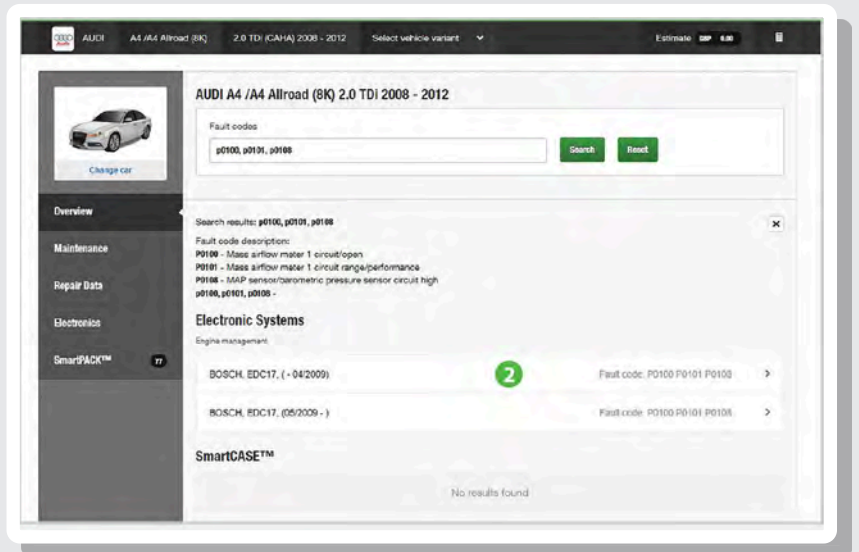 AUDI A4 /A4 Allroad (8K) 2.0 TDI (CAHA) 2008 - 2012 Select vehicle variant Estimate GBP 0.00
Audi
Change car
Overview
Maintenance
Repair Data
Electronics
SmartPACK™ 77
AUDI A4 /A4 Allroad (8K) 2.0 TDI 2008 - 2012
Fault codes
p0100, p0101, p0108 Search Reset
Search results: p0100, p0101, p0108
Fault code description:
P0100 - Mass airflow meter 1 circuit/open
P0101 - Mass airflow meter 1 circuit range/performance
P0108 - MAP sensor/barometric pressure sensor circuit high
p0100, p0101, p0108 -
Electronic Systems
Engine management
BOSCH, EDC17, ( - 04/2009) 2 Fault code: P0100 P0101 P0108
BOSCH, EDC17, (05/2009 - ) Fault code: P0100 P0101 P0108
SmartCASE™
No results found